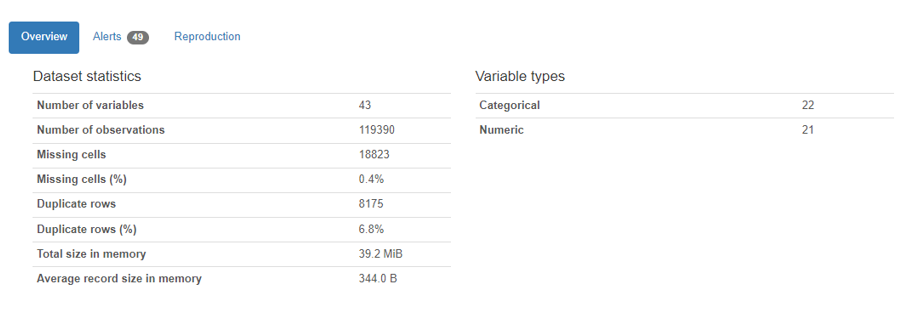 Overview Alerts 49 Reproduction
Dataset statistics
Number of variables 43
Number of observations 119390
Missing cells 18823
Missing cells (%) 0.4%
Duplicate rows 8175
Duplicate rows (%) 6.8%
Total size in memory 39.2 MiB
Average record size in memory 344.0 B
Variable types
Categorical 22
Numeric 21